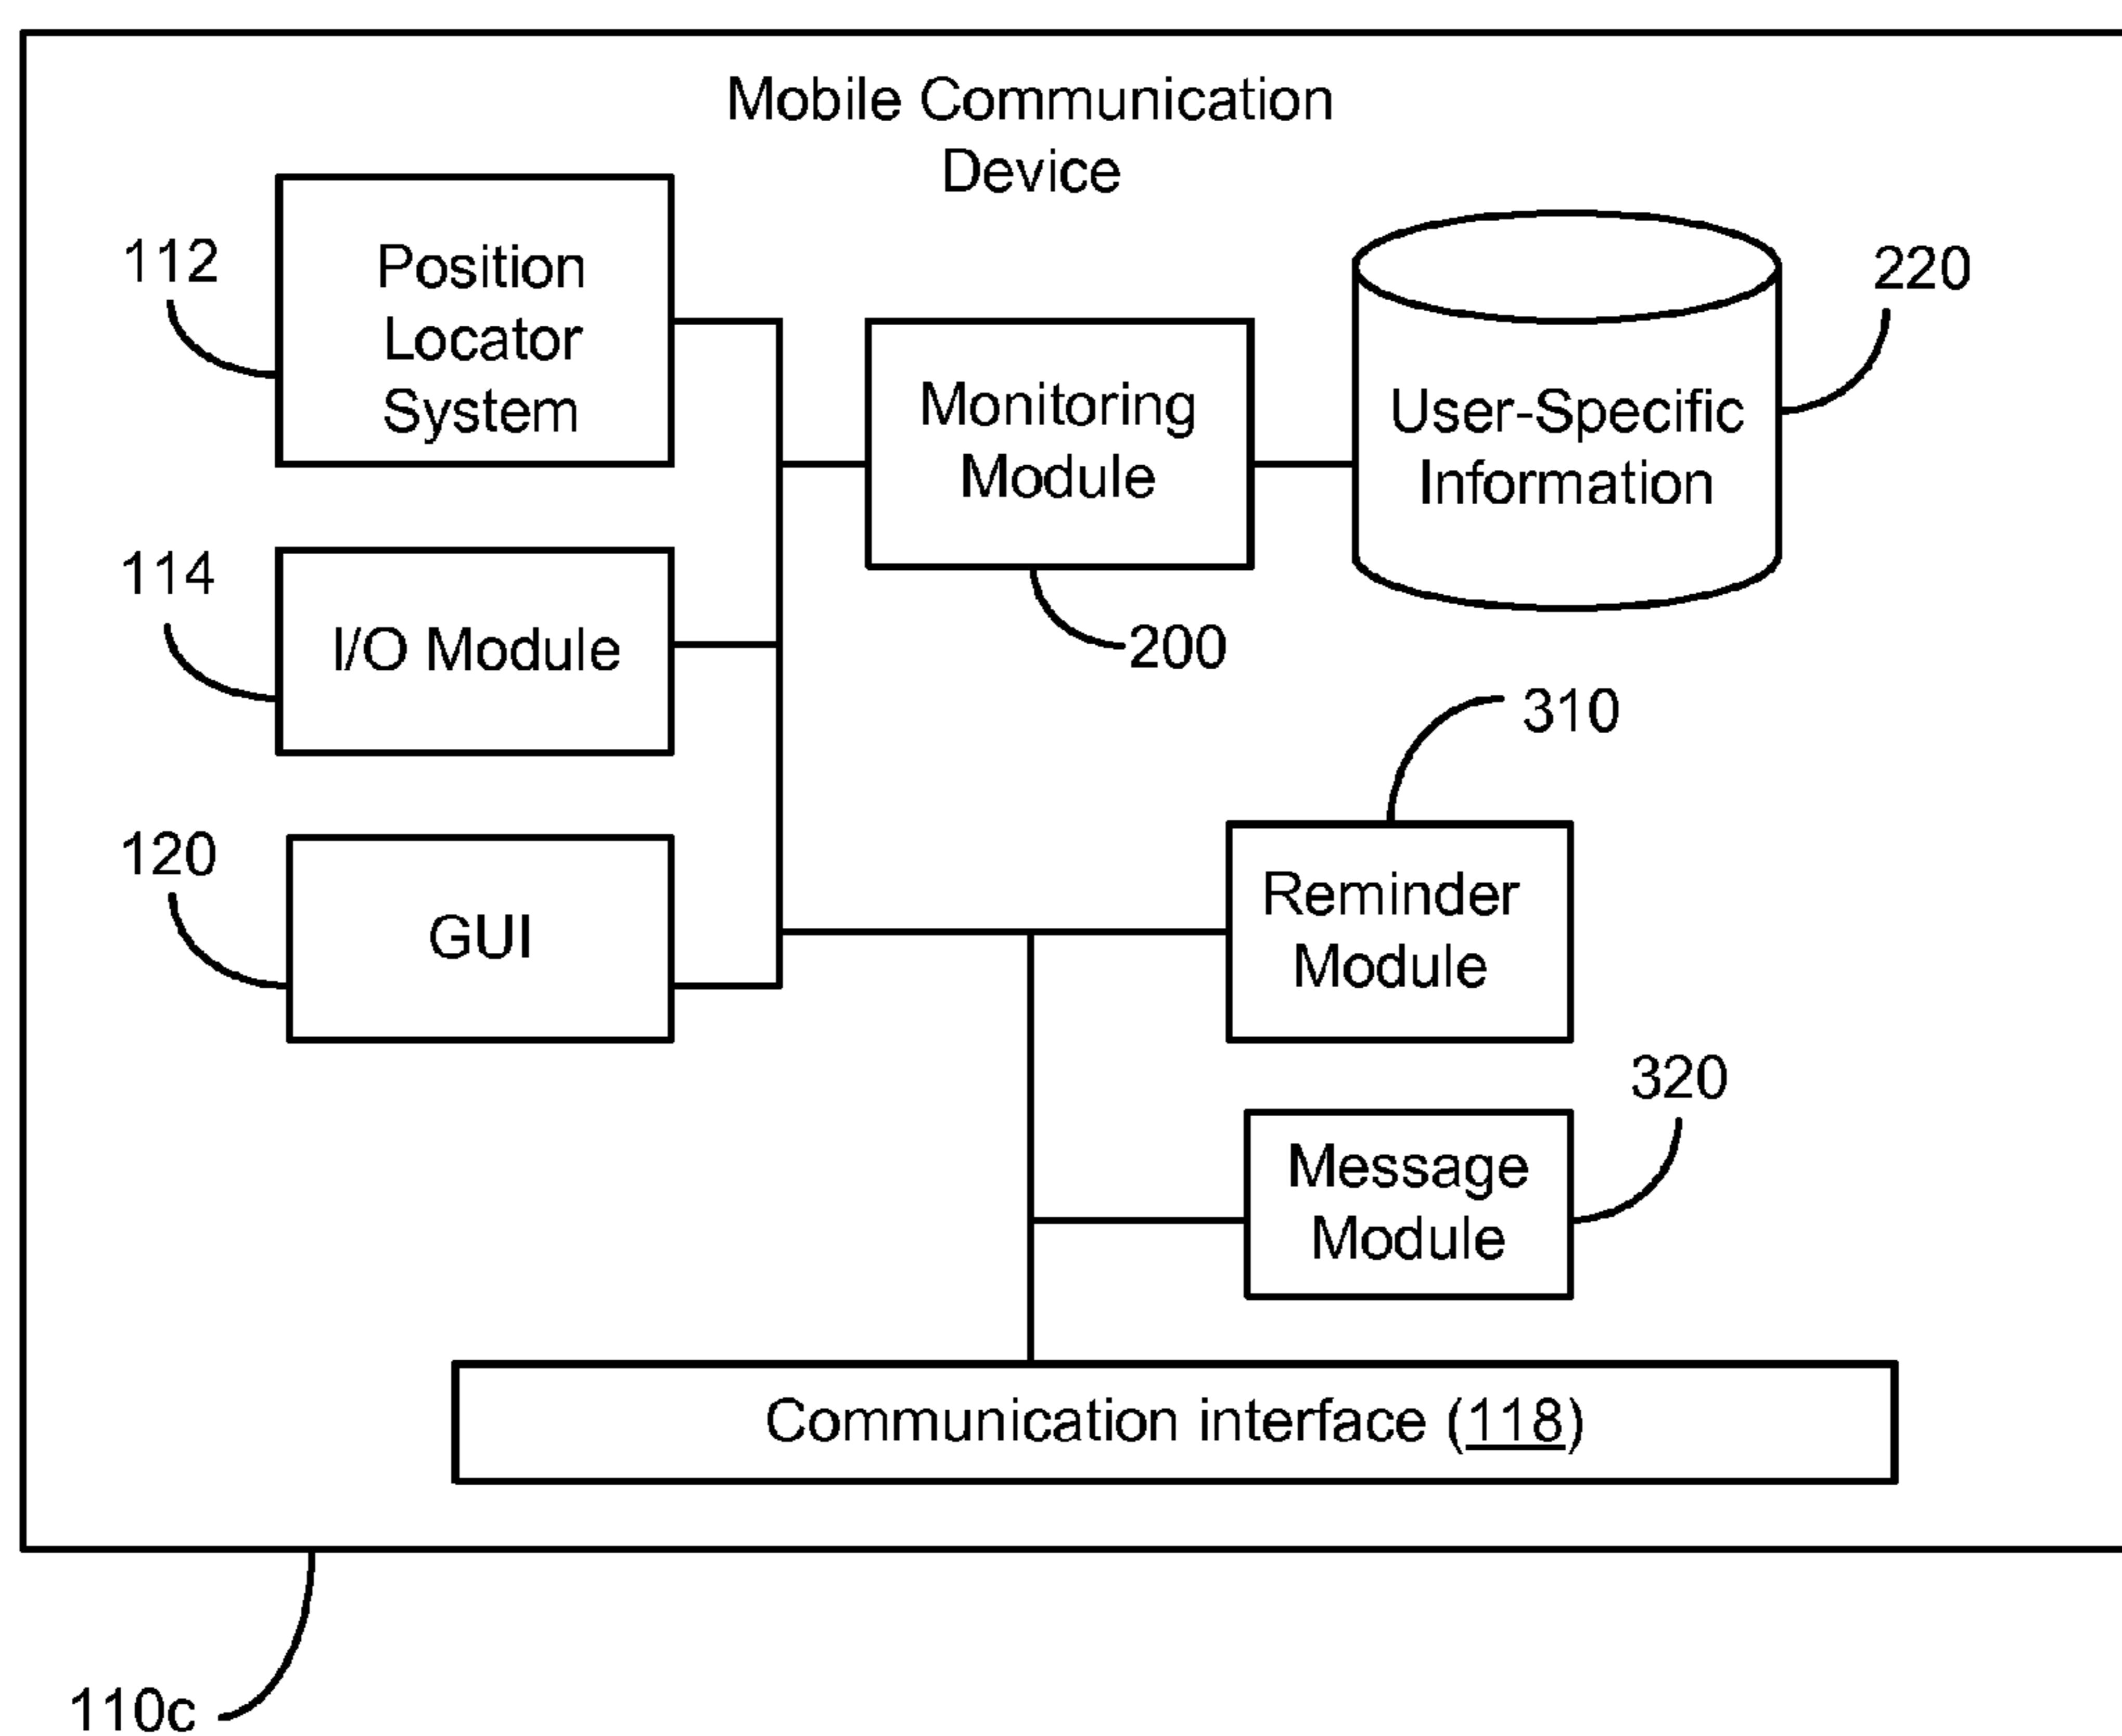 Mobile Communication
Device
112
Position
Locator
System
Monitoring
Module
200
User-Specific
Information
220
114
I/O Module
310
120
GUI
Reminder
Module
320
Message
Module
Communication interface (118)
110c